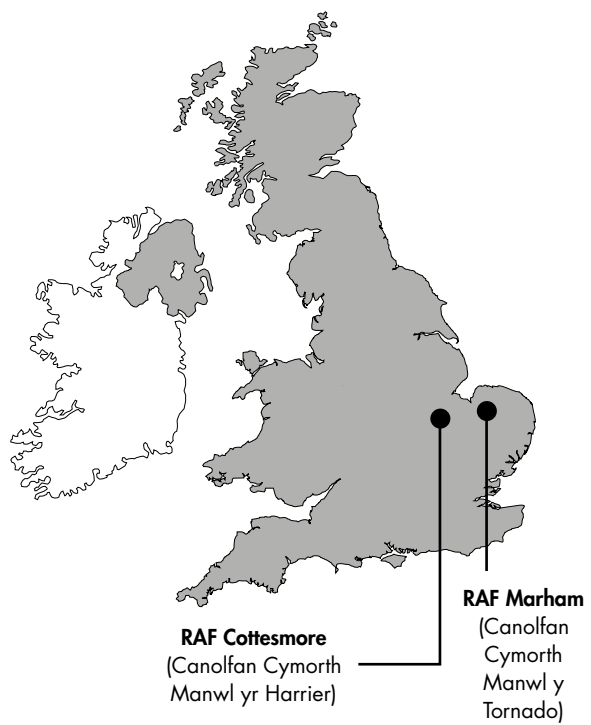 RAF Cottesmore
(Canolfan Cymorth
Manwl yr Harrier)
RAF Marham
(Canolfan
Cymorth
Manwl y
Tornado)